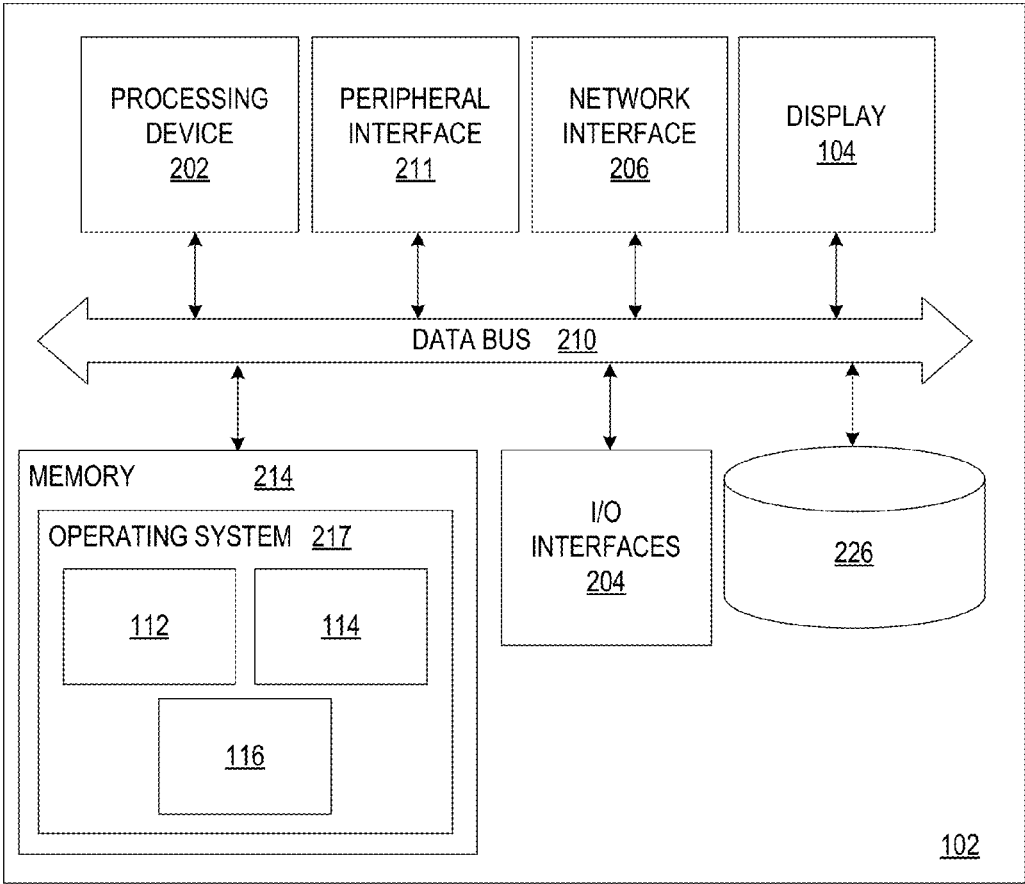 PROCESSING
DEVICE
202
PERIPHERAL
INTERFACE
211
NETWORK
INTERFACE
206
DISPLAY
104
DATA BUS 210
MEMORY 214
OPERATING SYSTEM 217
112
114
116
I/O
INTERFACES
204
226
102